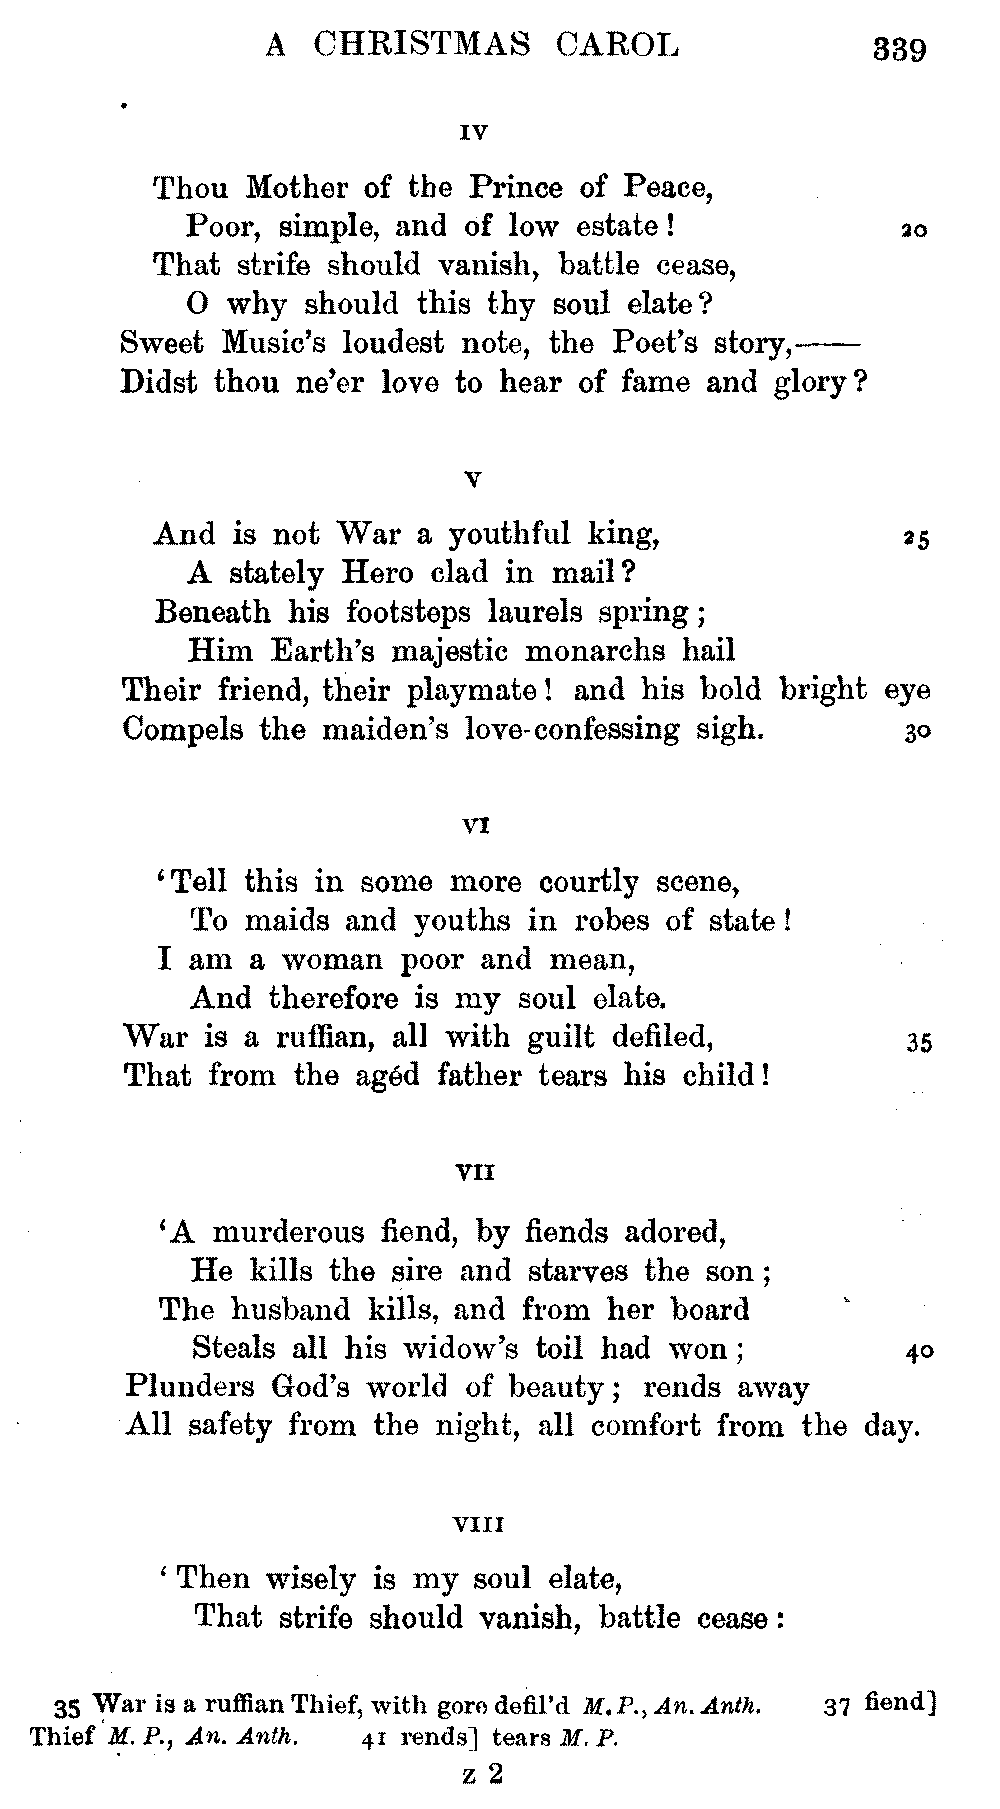 A CHRISTMAS CAROL 339
IV
Thou Mother of the Prince of Peace,
Poor, simple, and of low estate! 20
That strife should vanish, battle cease,
O why should this thy soul elate?
Sweet Music's loudest note, the Poet's story,——
Didst thou ne'er love to hear of fame and glory?
V
And is not War a youthful king, 25
A stately Hero clad in mail?
Beneath his footsteps laurels spring;
Him Earth's majestic monarchs hail
Their friend, their playmate! and his bold bright eye
Compels the maiden's love-confessing sigh. 30
VI
'Tell this in some more courtly scene,
To maids and youths in robes of state!
I am a woman poor and mean,
And therefore is my soul elate.
War is a ruffian, all with guilt defiled, 35
That from the agéd father tears his child!
VII
'A murderous fiend, by fiends adored,
He kills the sire and starves the son;
The husband kills, and from her board
Steals all his widow's toil had won; 40
Plunders God's world of beauty; rends away
All safety from the night, all comfort from the day.
VIII
'Then wisely is my soul elate,
That strife should vanish, battle cease:
35 War is a ruffian Thief, with gore defil'd M. P., An. Anth. 37 fiend]
Thief M. P., An. Anth. 41 rends] tears M. P.
Z 2